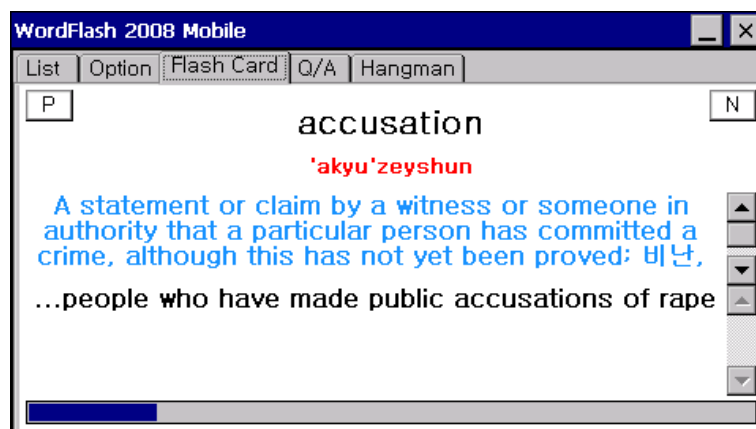 WordFlash 2008 Mobile
List Option Flash Card Q/A Hangman
P N
accusation
'akyu'zeyshun
A statement or claim by a witness or someone in
authority that a particular person has committed a
crime, although this has not yet been proved; 비난,
...people who have made public accusations of rape